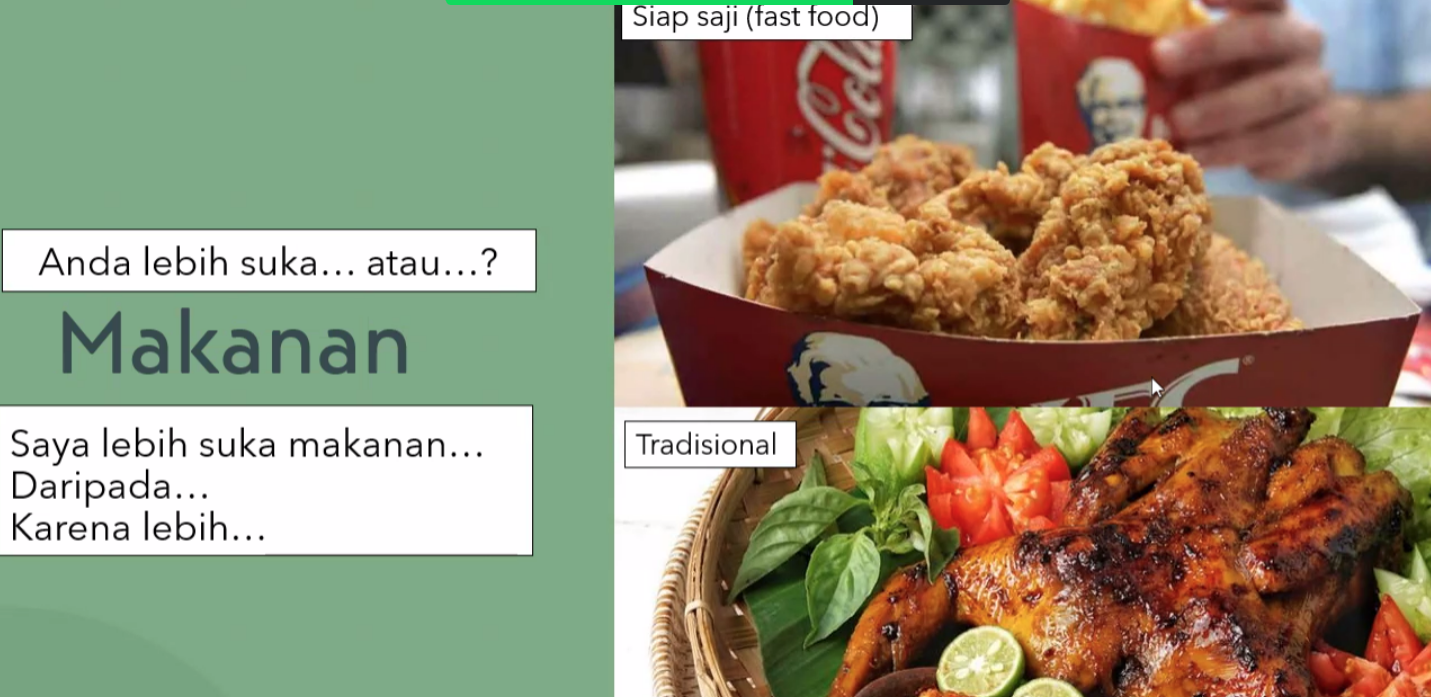 Siap saji (fast food)
Anda lebih suka... atau...?
Makanan
Saya lebih suka makanan...
Daripada...
Karena lebih...
Tradisional